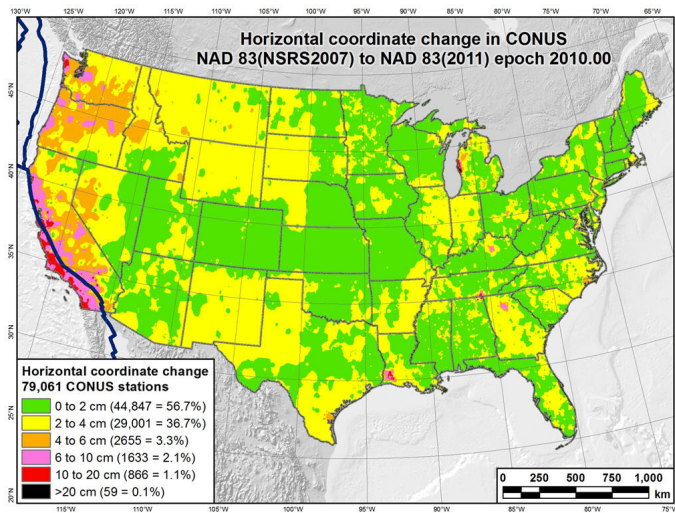 130°W 125°W 120°W 115°W 110°W 105°W 100°W 95°W 90°W 85°W 80°W 75°W 70°W 65°W
Horizontal coordinate change in CONUS
NAD 83(NSRS2007) to NAD 83(2011) epoch 2010.00
45°N
40°N
35°N
30°N
25°N
20°N
45°N
40°N
35°N
30°N
25°N
Horizontal coordinate change
79,061 CONUS stations
0 to 2 cm (44,847 = 56.7%)
2 to 4 cm (29,001 = 36.7%)
4 to 6 cm (2655 = 3.3%)
6 to 10 cm (1633 = 2.1%)
10 to 20 cm (866 = 1.1%)
>20 cm (59 = 0.1%)
0 250 500 750 1,000
km
115°W 110°W 105°W 100°W 95°W 90°W 85°W 80°W 75°W